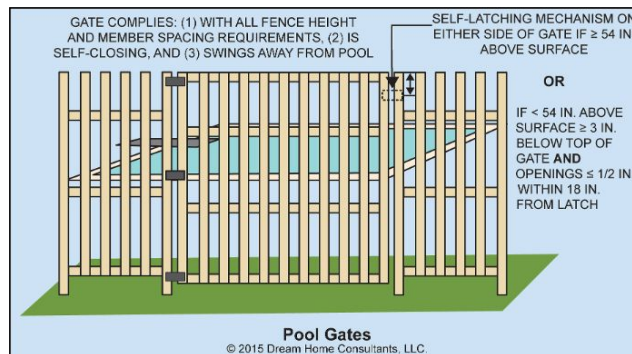 GATE COMPLIES: (1) WITH ALL FENCE HEIGHT
AND MEMBER SPACING REQUIREMENTS, (2) IS
SELF-CLOSING, AND (3) SWINGS AWAY FROM POOL
SELF-LATCHING MECHANISM ON
EITHER SIDE OF GATE IF ≥ 54 IN.
ABOVE SURFACE
OR
IF < 54 IN. ABOVE
SURFACE ≥ 3 IN.
BELOW TOP OF
GATE AND
OPENINGS ≤ 1/2 IN.
WITHIN 18 IN.
FROM LATCH
Pool Gates
© 2015 Dream Home Consultants, LLC.